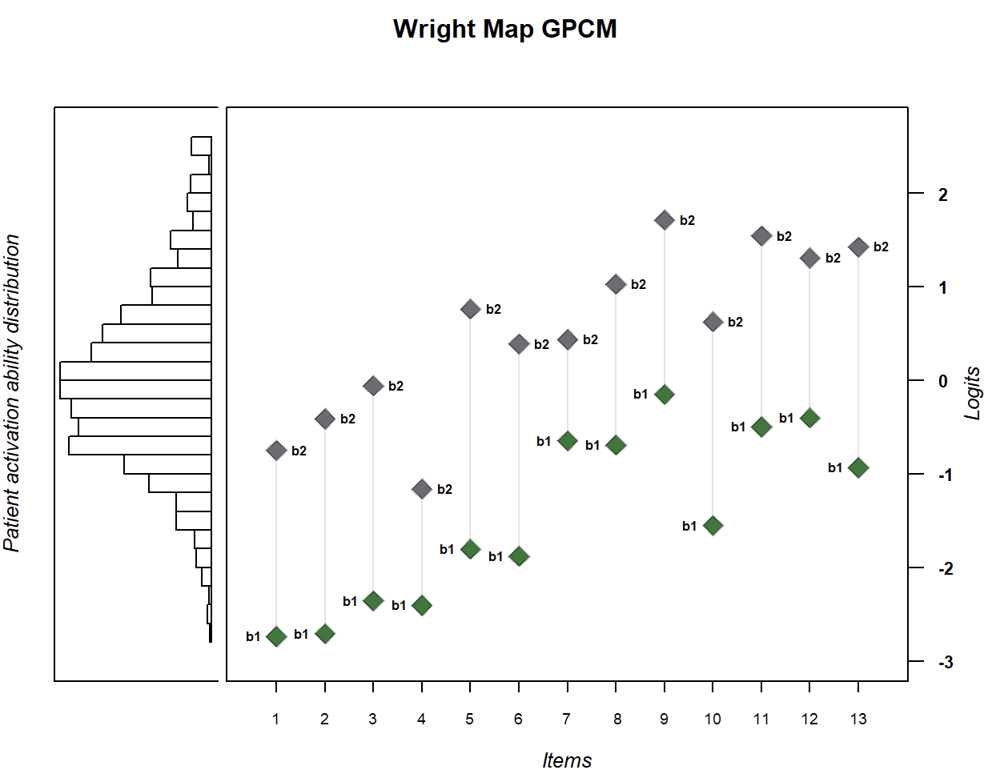 Wright Map GPCM
Patient activation ability distribution
b2
b2
b2
b2
b2
b2
b2
b2
b2
b2
b2
b2
b2
b1
b1
b1
b1
b1
b1
b1
b1
b1
b1
b1
b1
b1
2
1
0
-1
-2
-3
Logits
1 2 3 4 5 6 7 8 9 10 11 12 13
Items